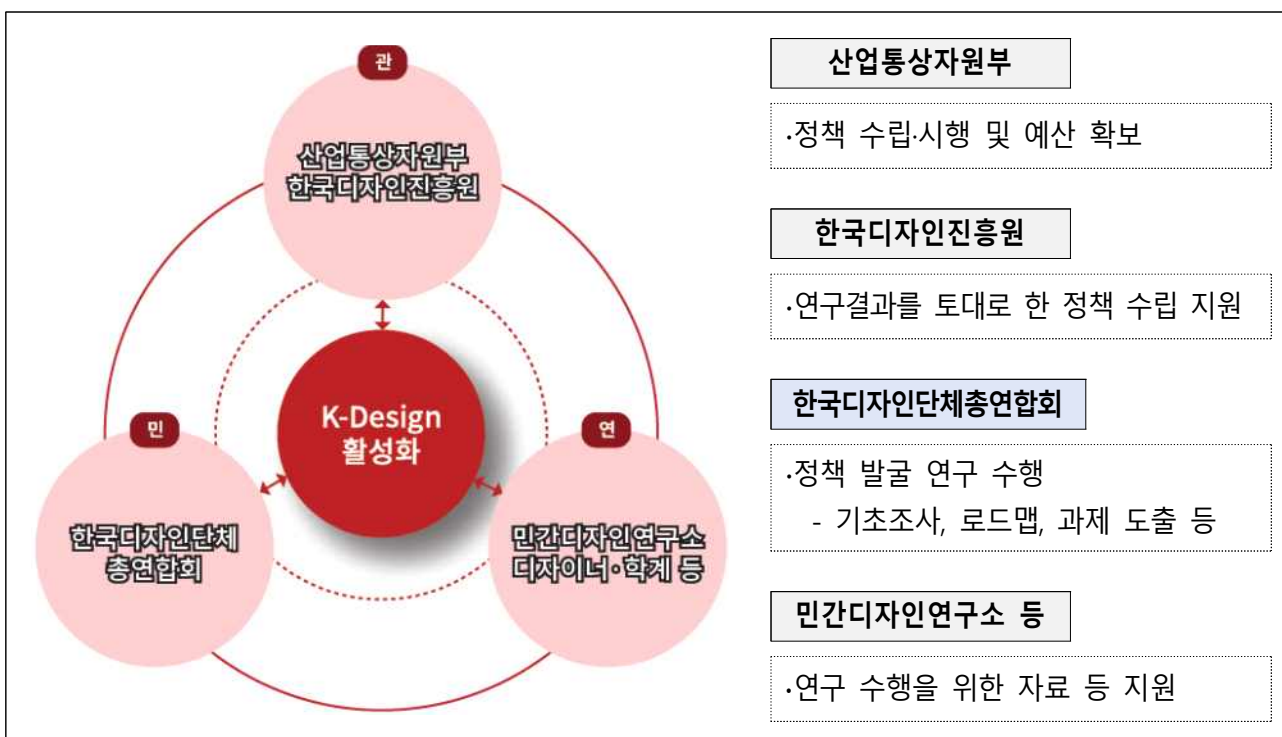 관
산업통상자원부
한국디자인진흥원
K-Design
활성화
민
한국디자인단체
총연합회
연
민간디자인연구소
디자이너·학계 등
산업통상자원부
·정책 수립·시행 및 예산 확보
한국디자인진흥원
·연구결과를 토대로 한 정책 수립 지원
한국디자인단체총연합회
·정책 발굴 연구 수행
- 기초조사, 로드맵, 과제 도출 등
민간디자인연구소 등
·연구 수행을 위한 자료 등 지원